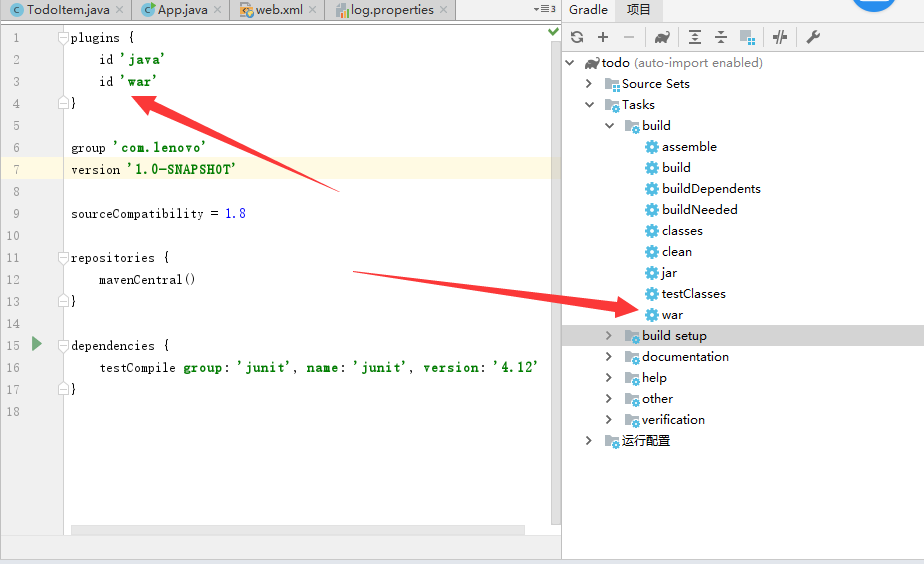 TodoItem.java
App.java
web.xml
log.properties
3
1 plugins {
2 id 'java'
3 id 'war'
4 }
5
6 group 'com.lenovo'
7 version '1.0-SNAPSHOT'
8
9 sourceCompatibility = 1.8
10
11 repositories {
12 mavenCentral()
13 }
14
15 dependencies {
16 testCompile group: 'junit', name: 'junit', version: '4.12'
17 }
18
Gradle 项目
todo (auto-import enabled)
Source Sets
Tasks
build
assemble
build
buildDependents
buildNeeded
classes
clean
jar
testClasses
war
build setup
documentation
help
other
verification
运行配置